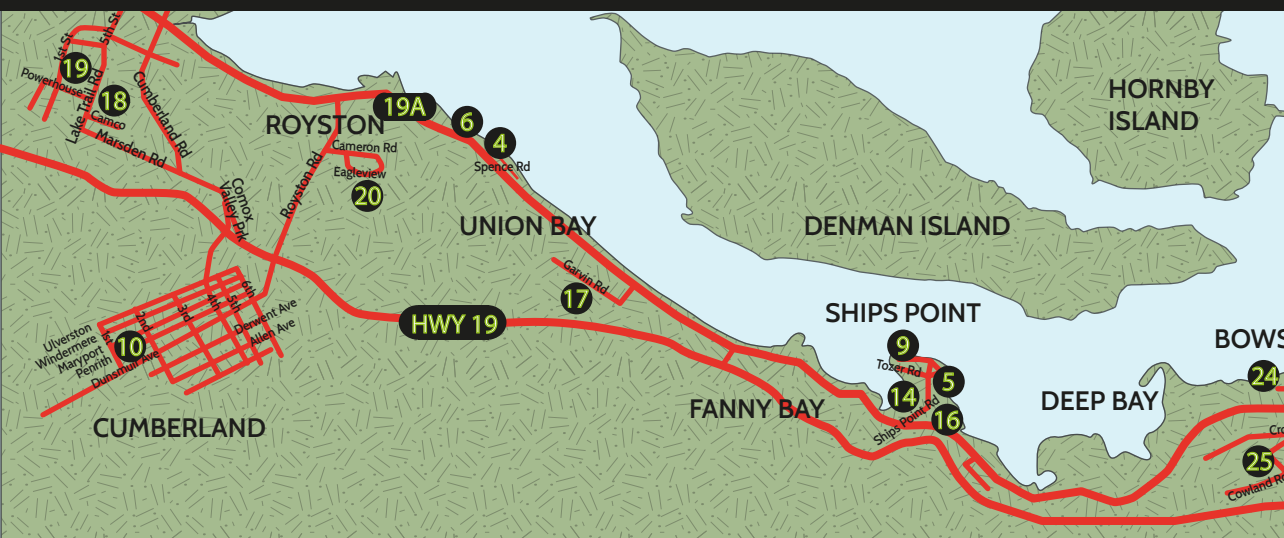 1st St
5th St
19
Powerhouse
Lake Trail Rd
18
Camco
Cumberland Rd
Marsden Rd
HORNBY
ISLAND
19A
ROYSTON
6
4
Cameron Rd
Spence Rd
Eagleview
20
Royston Rd
Comox
Valley Prk
UNION BAY
DENMAN ISLAND
Garvin Rd
17
HWY 19
6th
5th
4th
3rd
2nd
1st
Derwent Ave
Allen Ave
Ulverston
Windermere
Maryport
Penrith
Dunsmuir Ave
10
CUMBERLAND
SHIPS POINT
9
Tozer Rd
5
14
Ships Point Rd
16
FANNY BAY
DEEP BAY
BOWS
24
Cro
25
Cowland Rd